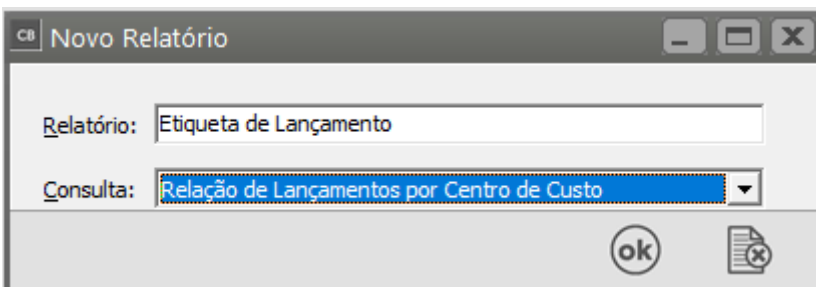 CB Novo Relatório
Relatório: Etiqueta de Lançamento
Consulta: Relação de Lançamentos por Centro de Custo
ok